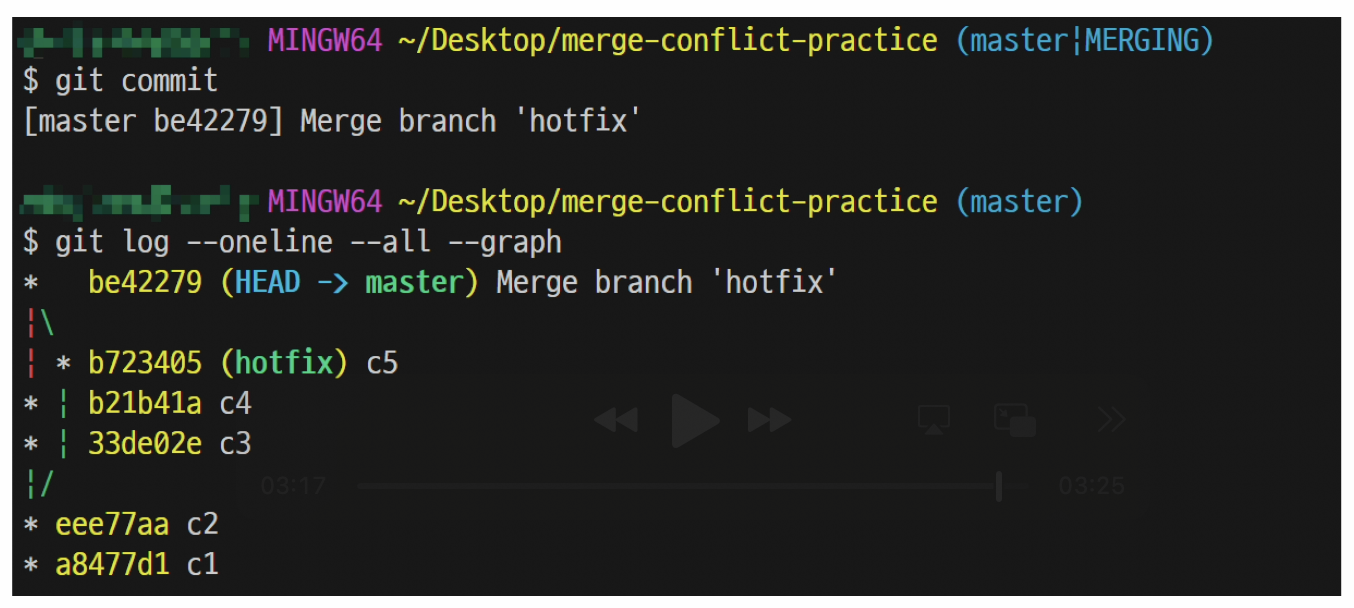 MINGW64 ~/Desktop/merge-conflict-practice (master|MERGING)
$ git commit
[master be42279] Merge branch 'hotfix'
MINGW64 ~/Desktop/merge-conflict-practice (master)
$ git log --oneline --all --graph
*   be42279 (HEAD -> master) Merge branch 'hotfix'
|\
| * b723405 (hotfix) c5
* | b21b41a c4
* | 33de02e c3
|/
03:17 03:25
* eee77aa c2
* a8477d1 c1